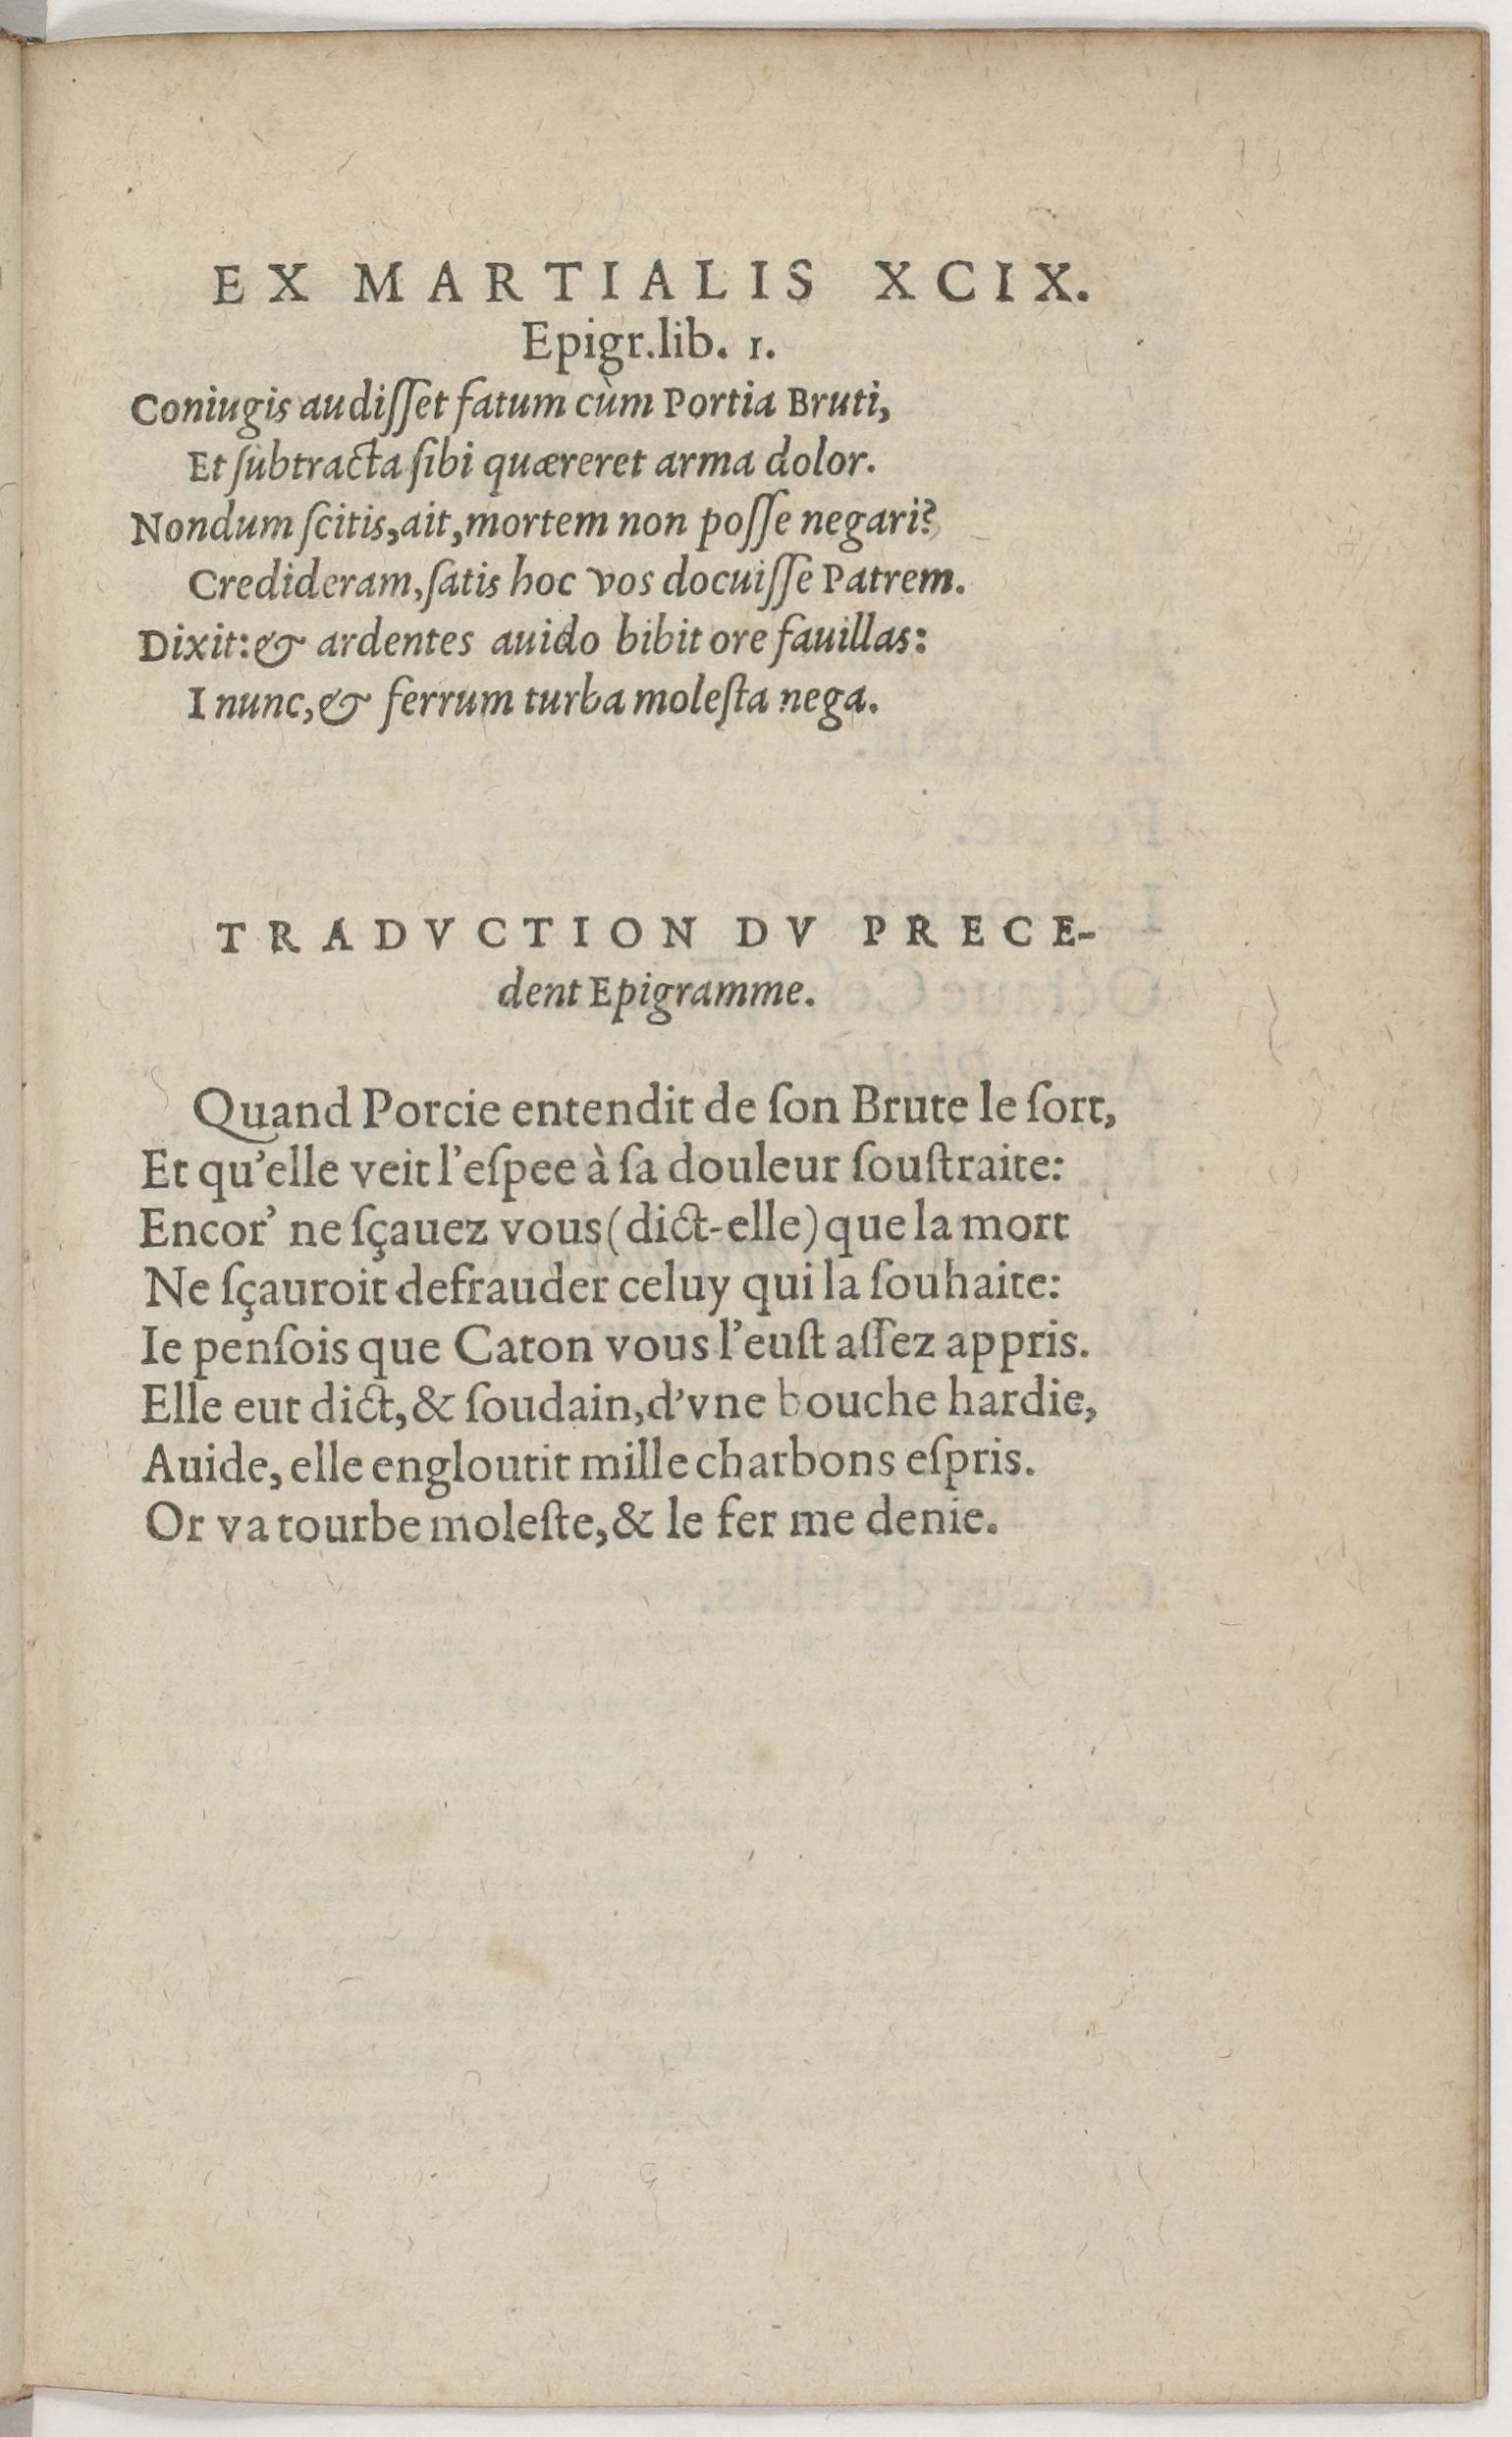 EX MARTIALIS XCIX.
Epigr.lib. 1.
Coniugis audiſſet fatum cùm Portia Bruti,
Et ſubtracta ſibi quæreret arma dolor.
Nondum ſcitis,ait,mortem non poſſe negari?
Credideram,ſatis hoc vos docuiſſe Patrem.
Dixit:& ardentes auido bibit ore fauillas:
I nunc,& ferrum turba moleſta nega.
TRADVCTION DV PRECE-
dent Epigramme.
Quand Porcie entendit de ſon Brute le ſort,
Et qu'elle veit l'eſpee à ſa douleur ſouſtraite:
Encor' ne ſçauez vous(dict-elle)que la mort
Ne ſçauroit defrauder celuy qui la ſouhaite:
Ie penſois que Caton vous l'euſt aſſez appris.
Elle eut dict,& ſoudain,d'vne bouche hardie,
Auide, elle engloutit mille charbons eſpris.
Or va tourbe moleſte,& le fer me denie.